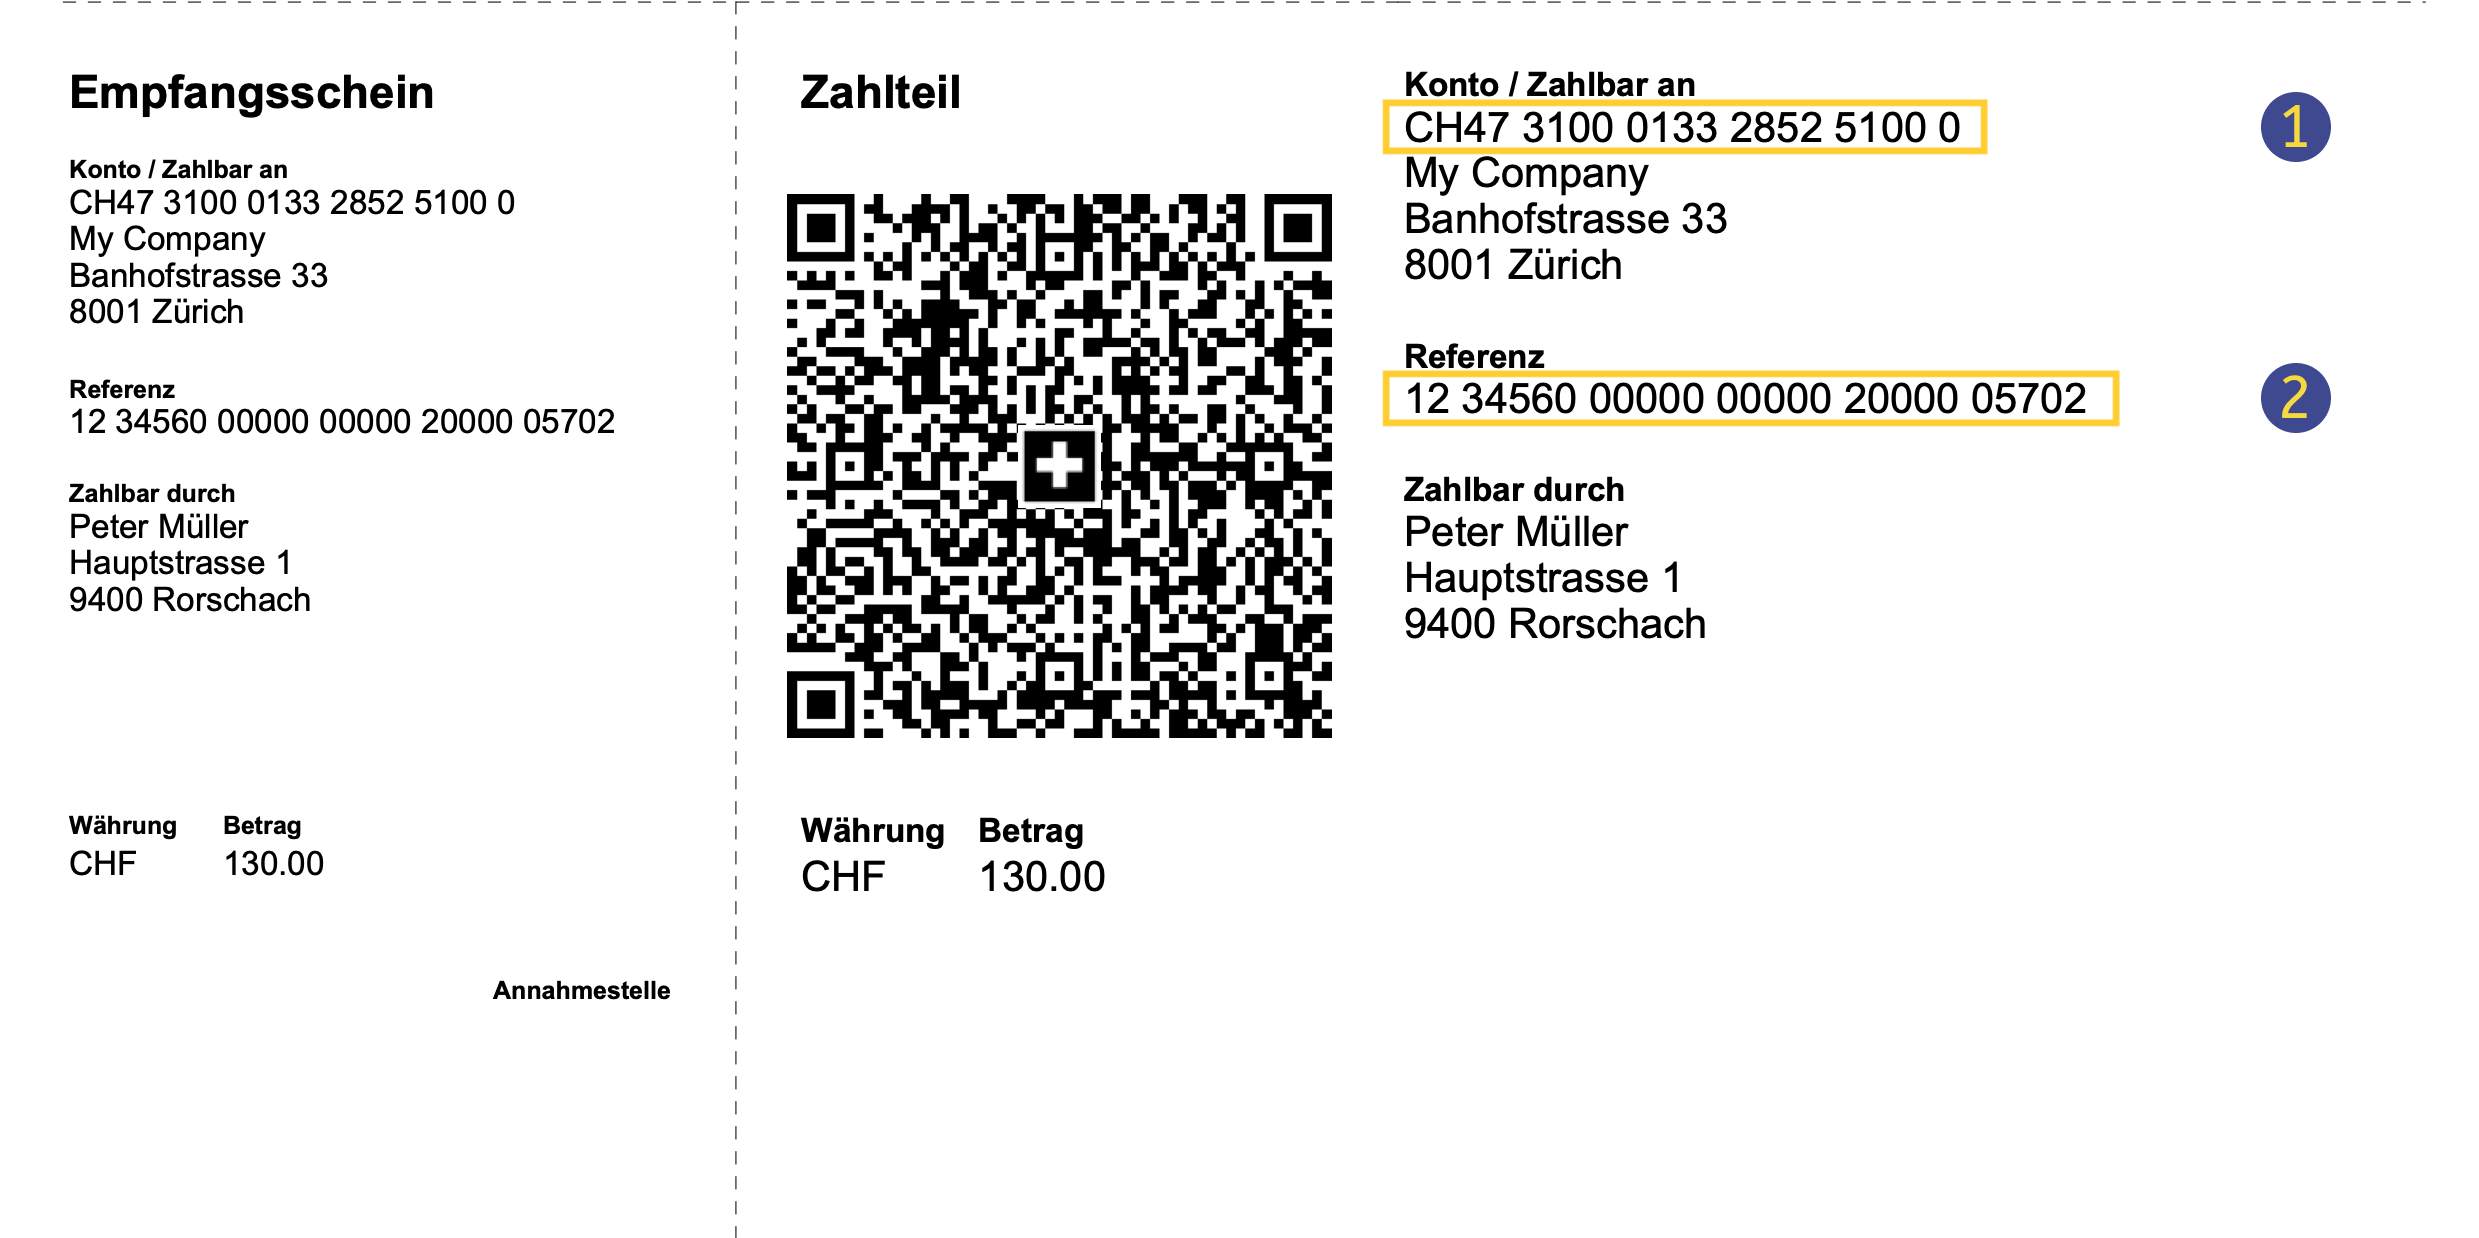 Empfangsschein
Konto / Zahlbar an
CH47 3100 0133 2852 5100 0
My Company
Banhofstrasse 33
8001 Zürich
Referenz
12 34560 00000 00000 20000 05702
Zahlbar durch
Peter Müller
Hauptstrasse 1
9400 Rorschach
Währung Betrag
CHF 130.00
Annahmestelle
Zahlteil
Währung Betrag
CHF 130.00
Konto / Zahlbar an
CH47 3100 0133 2852 5100 0
1
My Company
Banhofstrasse 33
8001 Zürich
Referenz
12 34560 00000 00000 20000 05702
2
Zahlbar durch
Peter Müller
Hauptstrasse 1
9400 Rorschach